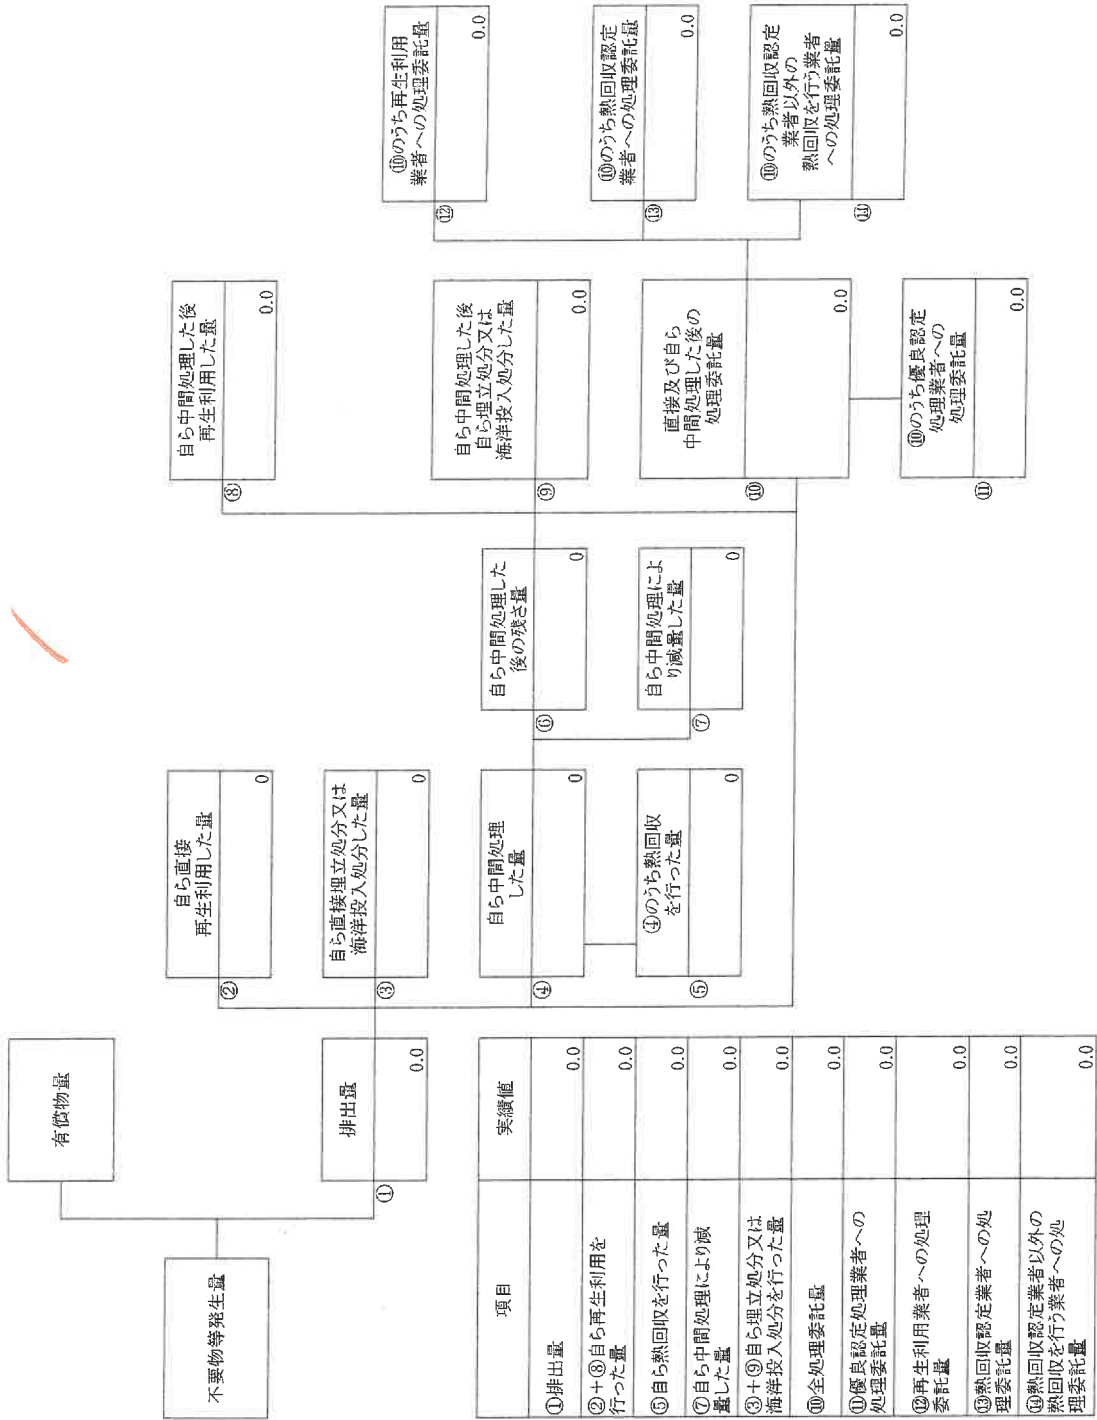 不要物等発生量
有償物量
排出量
①
0.0
自ら直接
再生利用した量
②
0
自ら直接埋立処分又は
海洋投入処分した量
③
0
自ら中間処理
した量
④
0
④のうち熱回収
を行った量
⑤
0
自ら中間処理した
後の残さ量
⑥
0
自ら中間処理によ
り減量した量
⑦
0
自ら中間処理した後
再生利用した量
⑧
0.0
自ら中間処理した後
自ら埋立処分又は
海洋投入処分した量
⑨
0.0
直接及び自ら
中間処理した後の
処理委託量
⑩
0.0
⑩のうち優良認定
処理業者への
処理委託量
⑪
0.0
⑩のうち再生利用
業者への処理委託量
⑫
0.0
⑩のうち熱回収認定
業者への処理委託量
⑬
0.0
⑩のうち熱回収認定
業者以外の
熱回収を行う業者
への処理委託量
⑭
0.0
項目 実績値
①排出量 0.0
②+⑧自ら再生利用を
行った量 0.0
⑤自ら熱回収を行った量 0.0
⑦自ら中間処理により減
量した量 0.0
③+⑨自ら埋立処分又は
海洋投入処分を行った量 0.0
⑩全処理委託量 0.0
⑪優良認定処理業者への
処理委託量 0.0
⑫再生利用業者への処理
委託量 0.0
⑬熱回収認定業者への処
理委託量 0.0
⑭熱回収認定業者以外の
熱回収を行う業者への処
理委託量 0.0